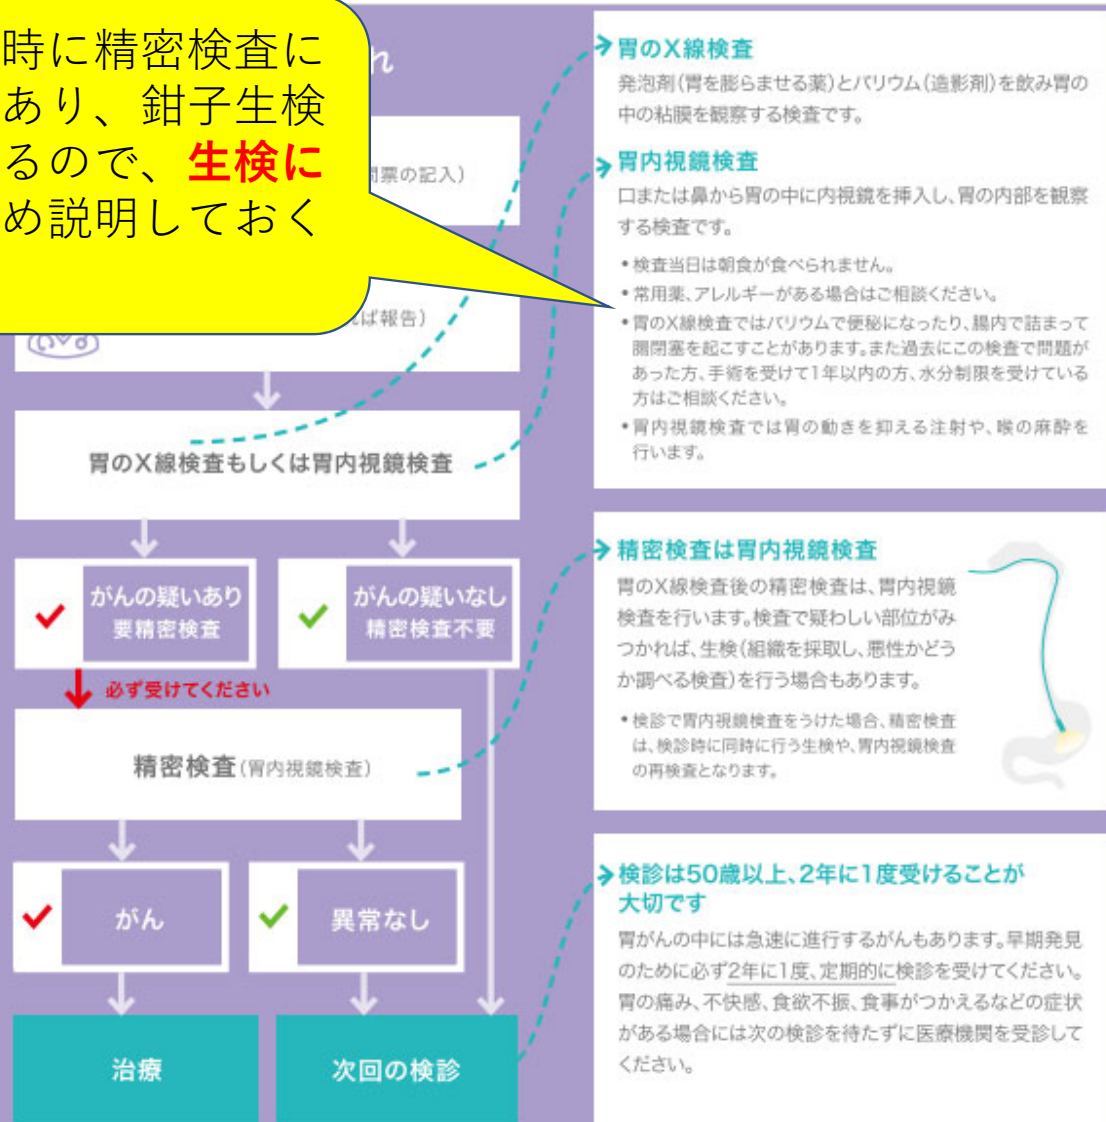 時に精密検査に
あり、鉗子生検
るので、生検に
め説明しておく
れ
票の記入)
ば報告)
胃のX線検査もしくは胃内視鏡検査
がんの疑いあり
要精密検査
がんの疑いなし
精密検査不要
必ず受けてください
精密検査(胃内視鏡検査)
がん
異常なし
治療
次回の検診
胃のX線検査
発泡剤(胃を膨らませる薬)とバリウム(造影剤)を飲み胃の
中の粘膜を観察する検査です。
胃内視鏡検査
口または鼻から胃の中に内視鏡を挿入し、胃の内部を観察
する検査です。
•検査当日は朝食が食べられません。
•常用薬、アレルギーがある場合はご相談ください。
•胃のX線検査ではバリウムで便秘になったり、腸内で詰まって
腸閉塞を起こすことがあります。また過去にこの検査で問題が
あった方、手術を受けて1年以内の方、水分制限を受けている
方はご相談ください。
•胃内視鏡検査では胃の動きを抑える注射や、喉の麻酔を
行います。
精密検査は胃内視鏡検査
胃のX線検査後の精密検査は、胃内視鏡
検査を行います。検査で疑わしい部位がみ
つかれば、生検(組織を採取し、悪性かどう
か調べる検査)を行う場合もあります。
•検診で胃内視鏡検査をうけた場合、精密検査
は、検診時に同時に行う生検や、胃内視鏡検査
の再検査となります。
検診は50歳以上、2年に1度受けることが
大切です
胃がんの中には急速に進行するがんもあります。早期発見
のために必ず2年に1度、定期的に検診を受けてください。
胃の痛み、不快感、食欲不振、食事がつかえるなどの症状
がある場合には次の検診を待たずに医療機関を受診して
ください。